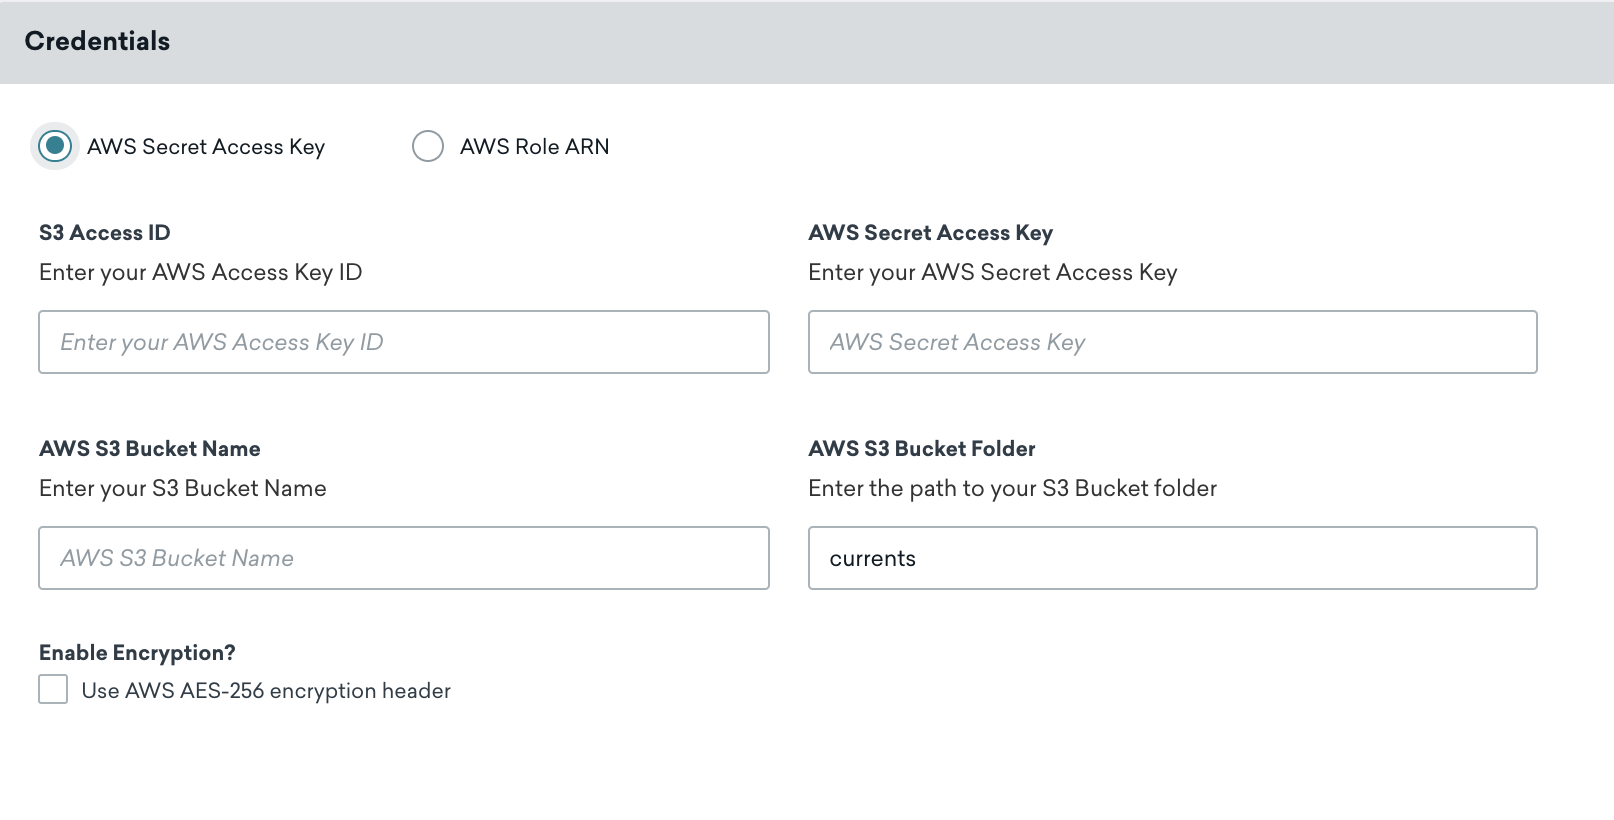 Credentials
AWS Secret Access Key
AWS Role ARN
S3 Access ID
Enter your AWS Access Key ID
Enter your AWS Access Key ID
AWS Secret Access Key
Enter your AWS Secret Access Key
AWS Secret Access Key
AWS S3 Bucket Name
Enter your S3 Bucket Name
AWS S3 Bucket Name
AWS S3 Bucket Folder
Enter the path to your S3 Bucket folder
currents
Enable Encryption?
Use AWS AES-256 encryption header